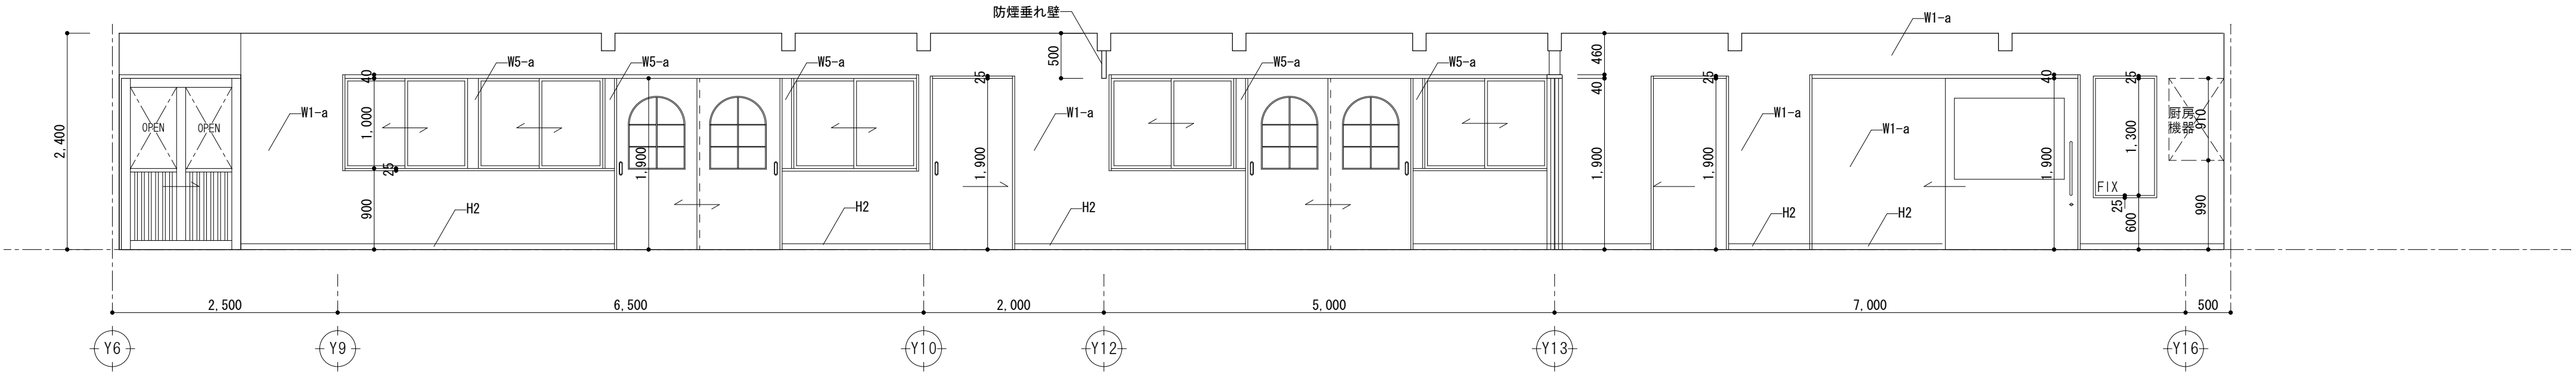 防煙垂れ壁
W1-a
W5-a
W5-a
W5-a
W5-a
W5-a
500
460
40
25
40
25
40
25
OPEN
OPEN
W1-a
1,000
W1-a
W1-a
W1-a
910
厨房
機器
1,300
2,400
25
1,900
1,900
1,900
1,900
1,900
FIX
25
900
H2
H2
H2
H2
H2
600
990
2,500
6,500
2,000
5,000
7,000
500
Y6
Y9
Y10
Y12
Y13
Y16